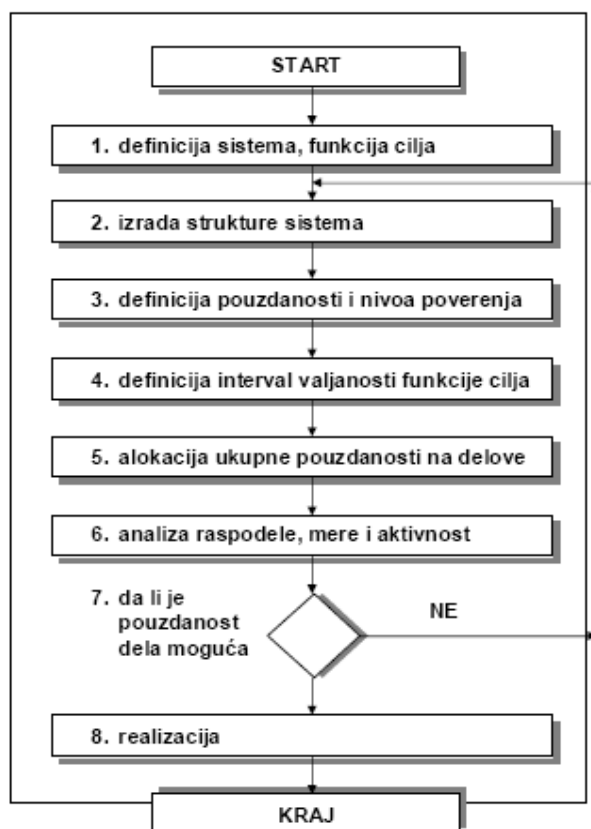 START
1. definicija sistema, funkcija cilja
2. izrada strukture sistema
3. definicija pouzdanosti i nivoa poverenja
4. definicija interval valjanosti funkcije cilja
5. alokacija ukupne pouzdanosti na delove
6. analiza raspodele, mere i aktivnost
7. da li je
pouzdanost
dela moguća
NE
8. realizacija
KRAJ